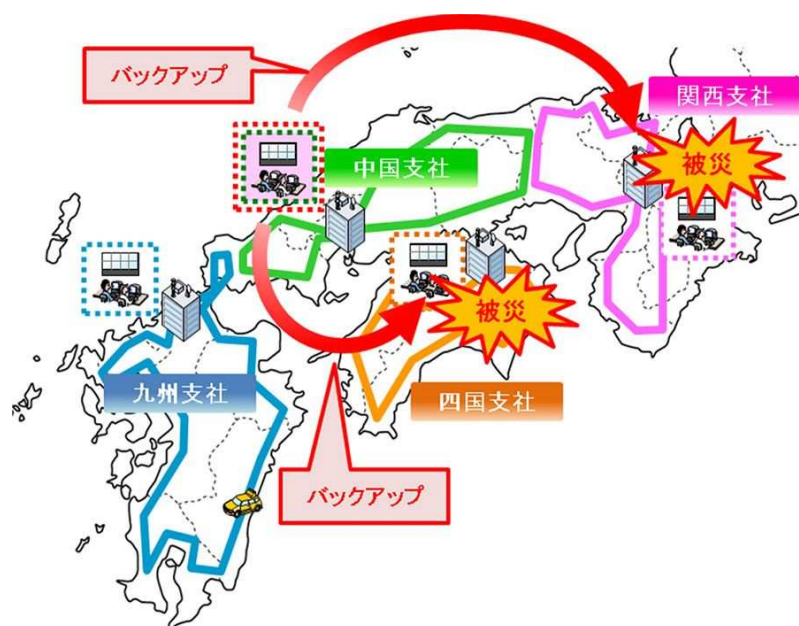 バックアップ
関西支社
被災
中国支社
被災
九州支社
四国支社
バックアップ